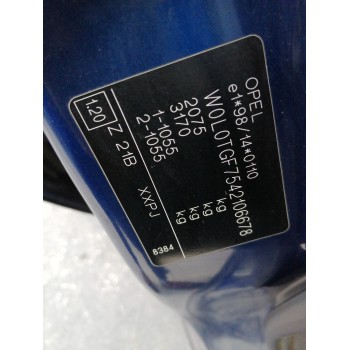 OPEL
e1*98/14*0110
W0L0TGF7542106678
2075 kg
3170 kg
1-1055 kg
2-1055 kg
1.20 Z 21B XXPJ
8384